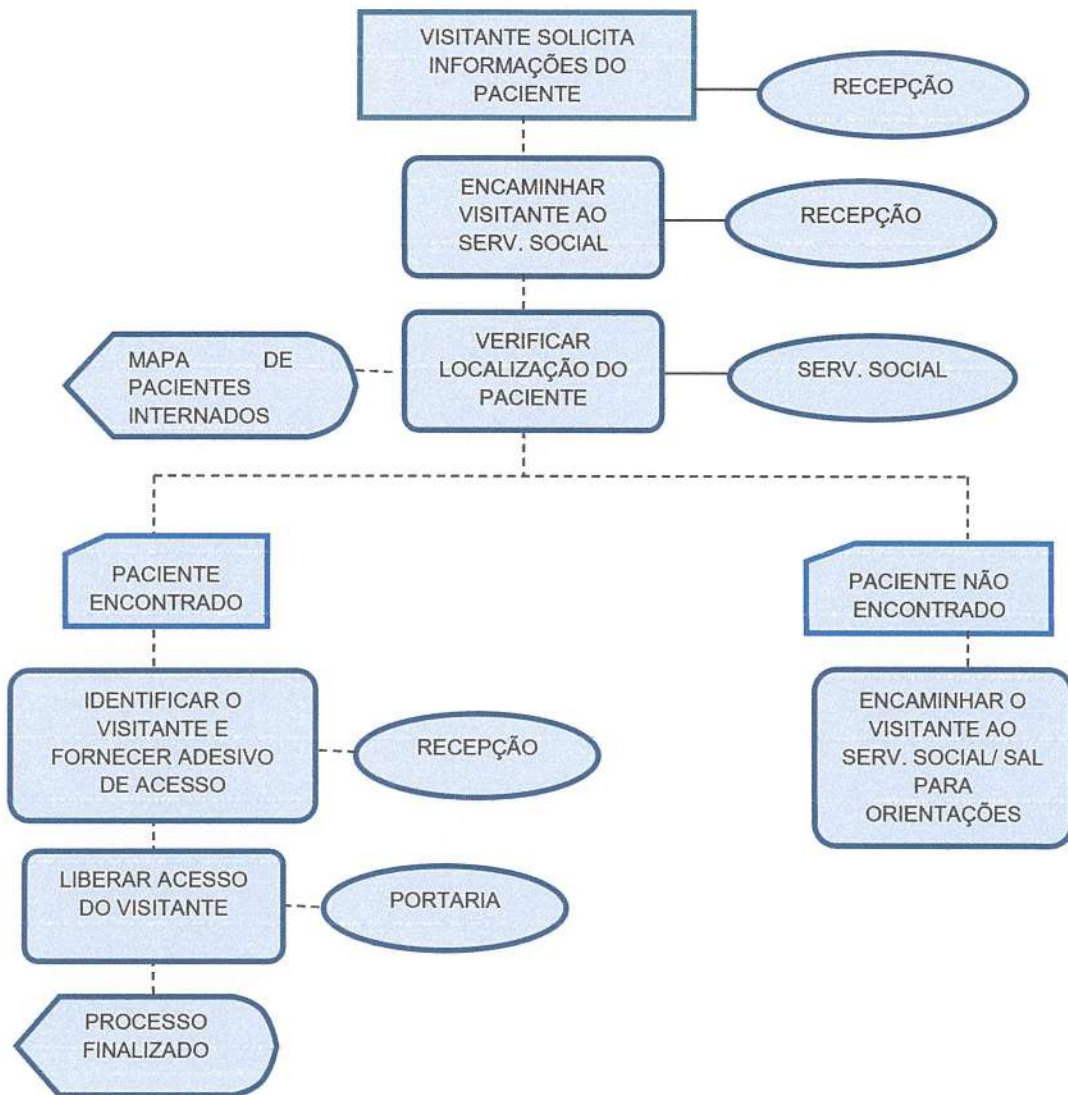 VISITANTE SOLICITA
INFORMAÇÕES DO
PACIENTE
RECEPÇÃO
ENCAMINHAR
VISITANTE AO
SERV. SOCIAL
RECEPÇÃO
MAPA DE
PACIENTES
INTERNADOS
VERIFICAR
LOCALIZAÇÃO DO
PACIENTE
SERV. SOCIAL
PACIENTE
ENCONTRADO
PACIENTE NÃO
ENCONTRADO
IDENTIFICAR O
VISITANTE E
FORNECER ADESIVO
DE ACESSO
RECEPÇÃO
ENCAMINHAR O
VISITANTE AO
SERV. SOCIAL/ SAL
PARA
ORIENTAÇÕES
LIBERAR ACESSO
DO VISITANTE
PORTARIA
PROCESSO
FINALIZADO